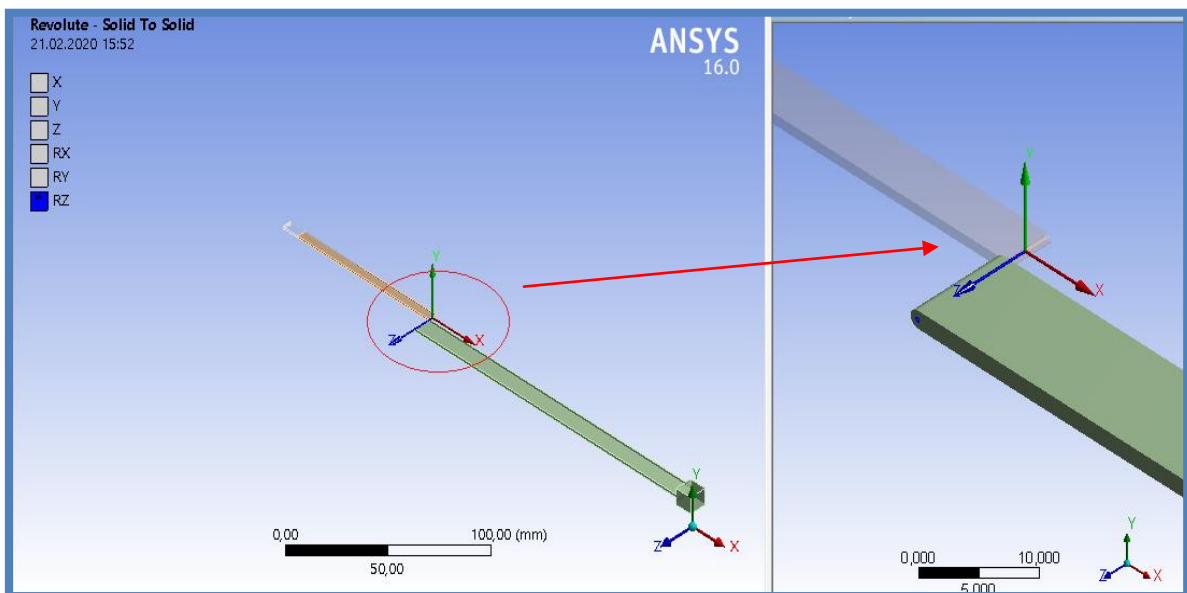 Revolute - Solid To Solid
21.02.2020 15:52
ANSYS
16.0
X
Y
Z
RX
RY
RZ
Y
Z
X
Y
Z
X
0,00
100,00 (mm)
50,00
Y
Z
X
0,000
10,000
5,000
Y
Z
X